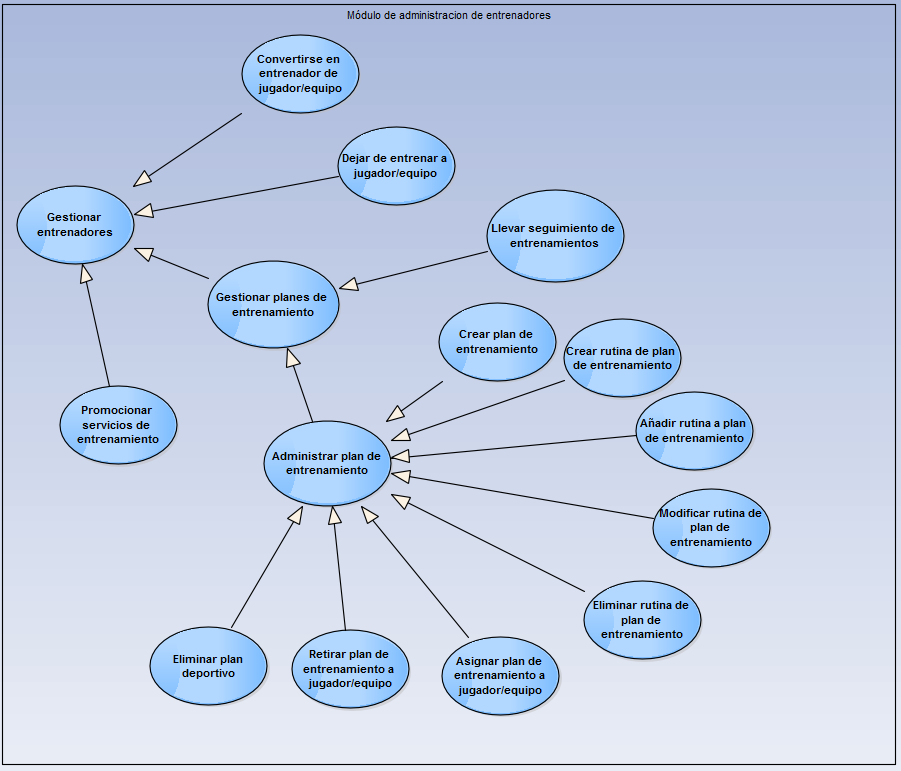 Módulo de administracion de entrenadores
Convertirse en
entrenador de
jugador/equipo
Dejar de entrenar a
jugador/equipo
Gestionar
entrenadores
Llevar seguimiento de
entrenamientos
Gestionar planes de
entrenamiento
Crear plan de
entrenamiento
Crear rutina de plan
de entrenamiento
Promocionar
servicios de
entrenamiento
Añadir rutina a plan
de entrenamiento
Administrar plan de
entrenamiento
Modificar rutina de
plan de
entrenamiento
Eliminar rutina de
plan de
entrenamiento
Eliminar plan
deportivo
Retirar plan de
entrenamiento a
jugador/equipo
Asignar plan de
entrenamiento a
jugador/equipo